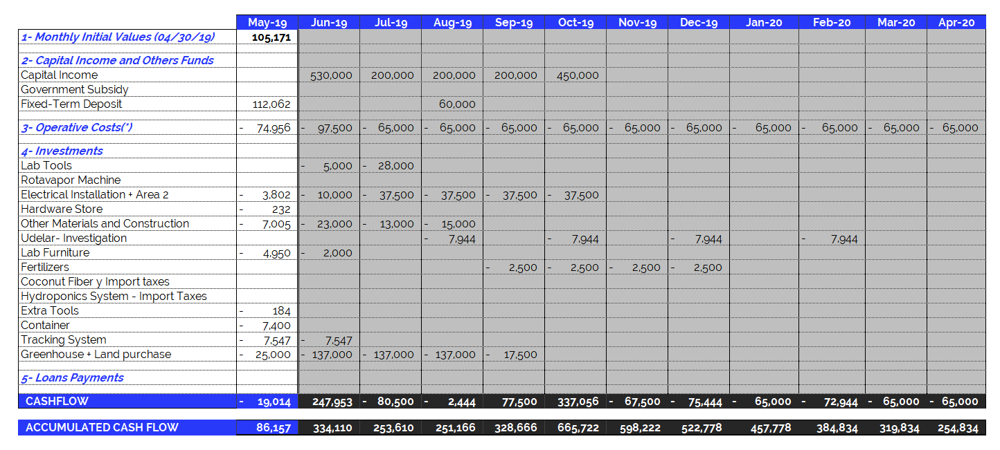 May-19 Jun-19 Jul-19 Aug-19 Sep-19 Oct-19 Nov-19 Dec-19 Jan-20 Feb-20 Mar-20 Apr-20
1- Monthly Initial Values (04/30/19) 105,171
2- Capital Income and Others Funds
Capital Income 530,000 200,000 200,000 200,000 450,000
Government Subsidy
Fixed-Term Deposit 112,062 60,000
3- Operative Costs(*) - 74,956 - 97,500 - 65,000 - 65,000 - 65,000 - 65,000 - 65,000 - 65,000 - 65,000 - 65,000 - 65,000 - 65,000
4- Investments
Lab Tools - 5,000 - 28,000
Rotavapor Machine
Electrical Installation + Area 2 - 3,802 - 10,000 - 37,500 - 37,500 - 37,500 - 37,500
Hardware Store - 232
Other Materials and Construction - 7,005 - 23,000 - 13,000 - 15,000
Udelar- Investigation - 7,944 - 7,944 - 7,944 - 7,944
Lab Furniture - 4,950 - 2,000
Fertilizers - 2,500 - 2,500 - 2,500 - 2,500
Coconut Fiber y Import taxes
Hydroponics System - Import Taxes
Extra Tools - 184
Container - 7,400
Tracking System - 7,547 - 7,547
Greenhouse + Land purchase - 25,000 - 137,000 - 137,000 - 137,000 - 17,500
5- Loans Payments
CASHFLOW - 19,014 247,953 - 80,500 - 2,444 77,500 337,056 - 67,500 - 75,444 - 65,000 - 72,944 - 65,000 - 65,000
ACCUMULATED CASH FLOW 86,157 334,110 253,610 251,166 328,666 665,722 598,222 522,778 457,778 384,834 319,834 254,834